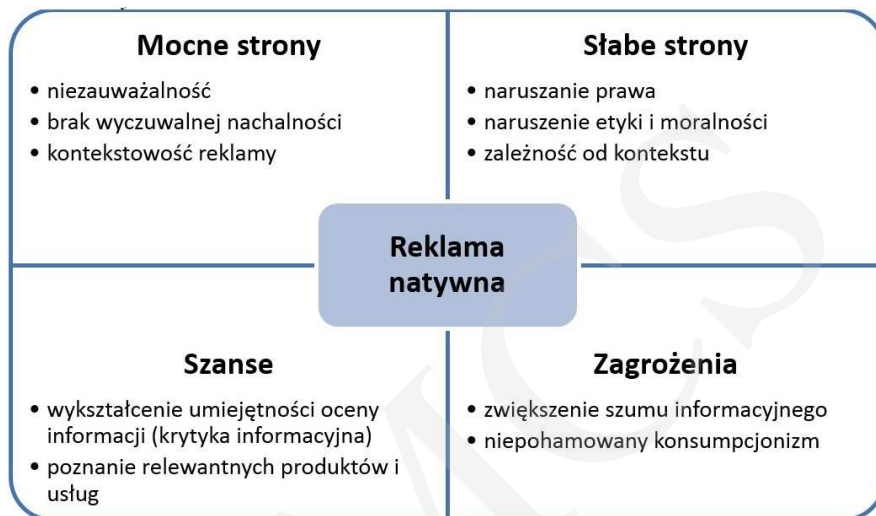 Mocne strony
• niezauważalność
• brak wyczuwalnej nachalności
• kontekstowość reklamy
Słabe strony
• naruszanie prawa
• naruszenie etyki i moralności
• zależność od kontekstu
Reklama
natywna
Szanse
• wykształcenie umiejętności oceny
informacji (krytyka informacyjna)
• poznanie relewantnych produktów i
usług
Zagrożenia
• zwiększenie szumu informacyjnego
• niepohamowany konsumpcjonizm
MCS